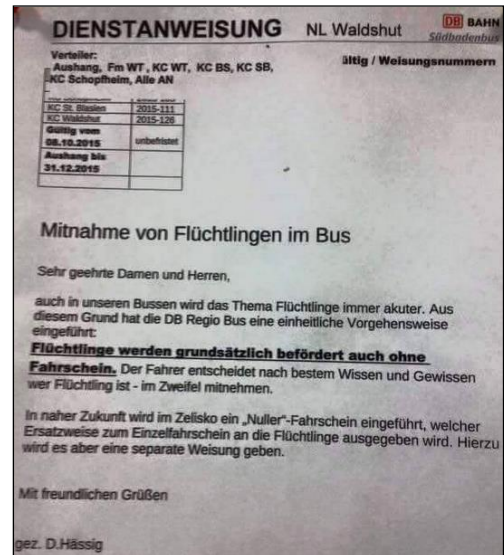 DIENSTANWEISUNG NL Waldshut DB BAHN
Südbadenbus
Verteiler:
Aushang, Fm WT , KC WT, KC BS, KC SB,
KC Schopfheim, Alle AN
ültig / Weisungsnummern
KC St. Blasien 2015-111
KC Waldshut 2015-126
Gültig vom
08.10.2015 unbefristet
Aushang bis
31.12.2015
Mitnahme von Flüchtlingen im Bus
Sehr geehrte Damen und Herren,
auch in unseren Bussen wird das Thema Flüchtlinge immer akuter. Aus
diesem Grund hat die DB Regio Bus eine einheitliche Vorgehensweise
eingeführt:
Flüchtlinge werden grundsätzlich befördert auch ohne
Fahrschein. Der Fahrer entscheidet nach bestem Wissen und Gewissen
wer Flüchtling ist - im Zweifel mitnehmen.
In naher Zukunft wird im Zelisko ein „Nuller"-Fahrschein eingeführt, welcher
Ersatzweise zum Einzelfahrschein an die Flüchtlinge ausgegeben wird. Hierzu
wird es aber eine separate Weisung geben.
Mit freundlichen Grüßen
gez. D.Hässig